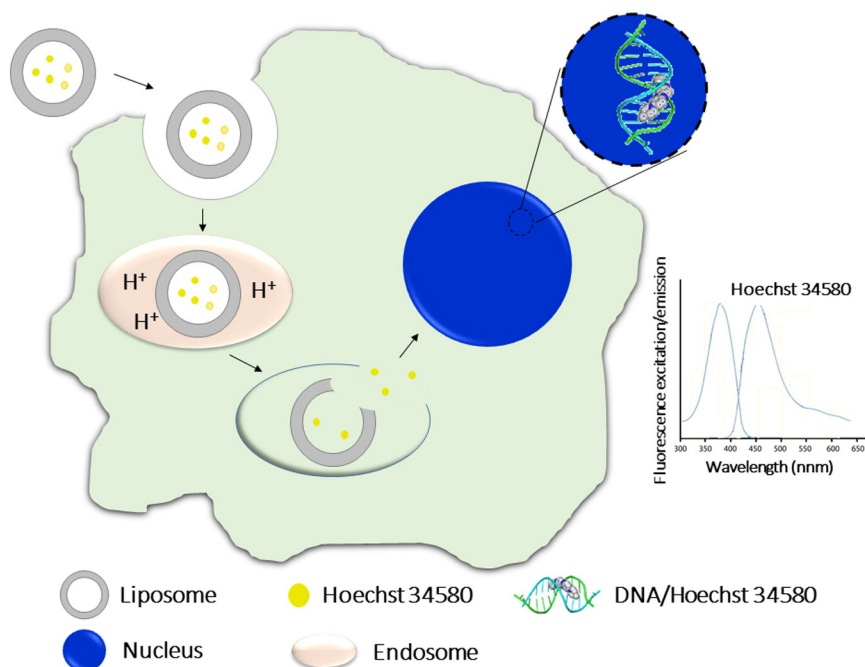 H⁺
H⁺
H⁺
Fluorescence excitation/emission
Hoechst 34580
300 350 400 450 500 550 600 650
Wavelength (nnm)
Liposome
Hoechst 34580
DNA/Hoechst 34580
Nucleus
Endosome